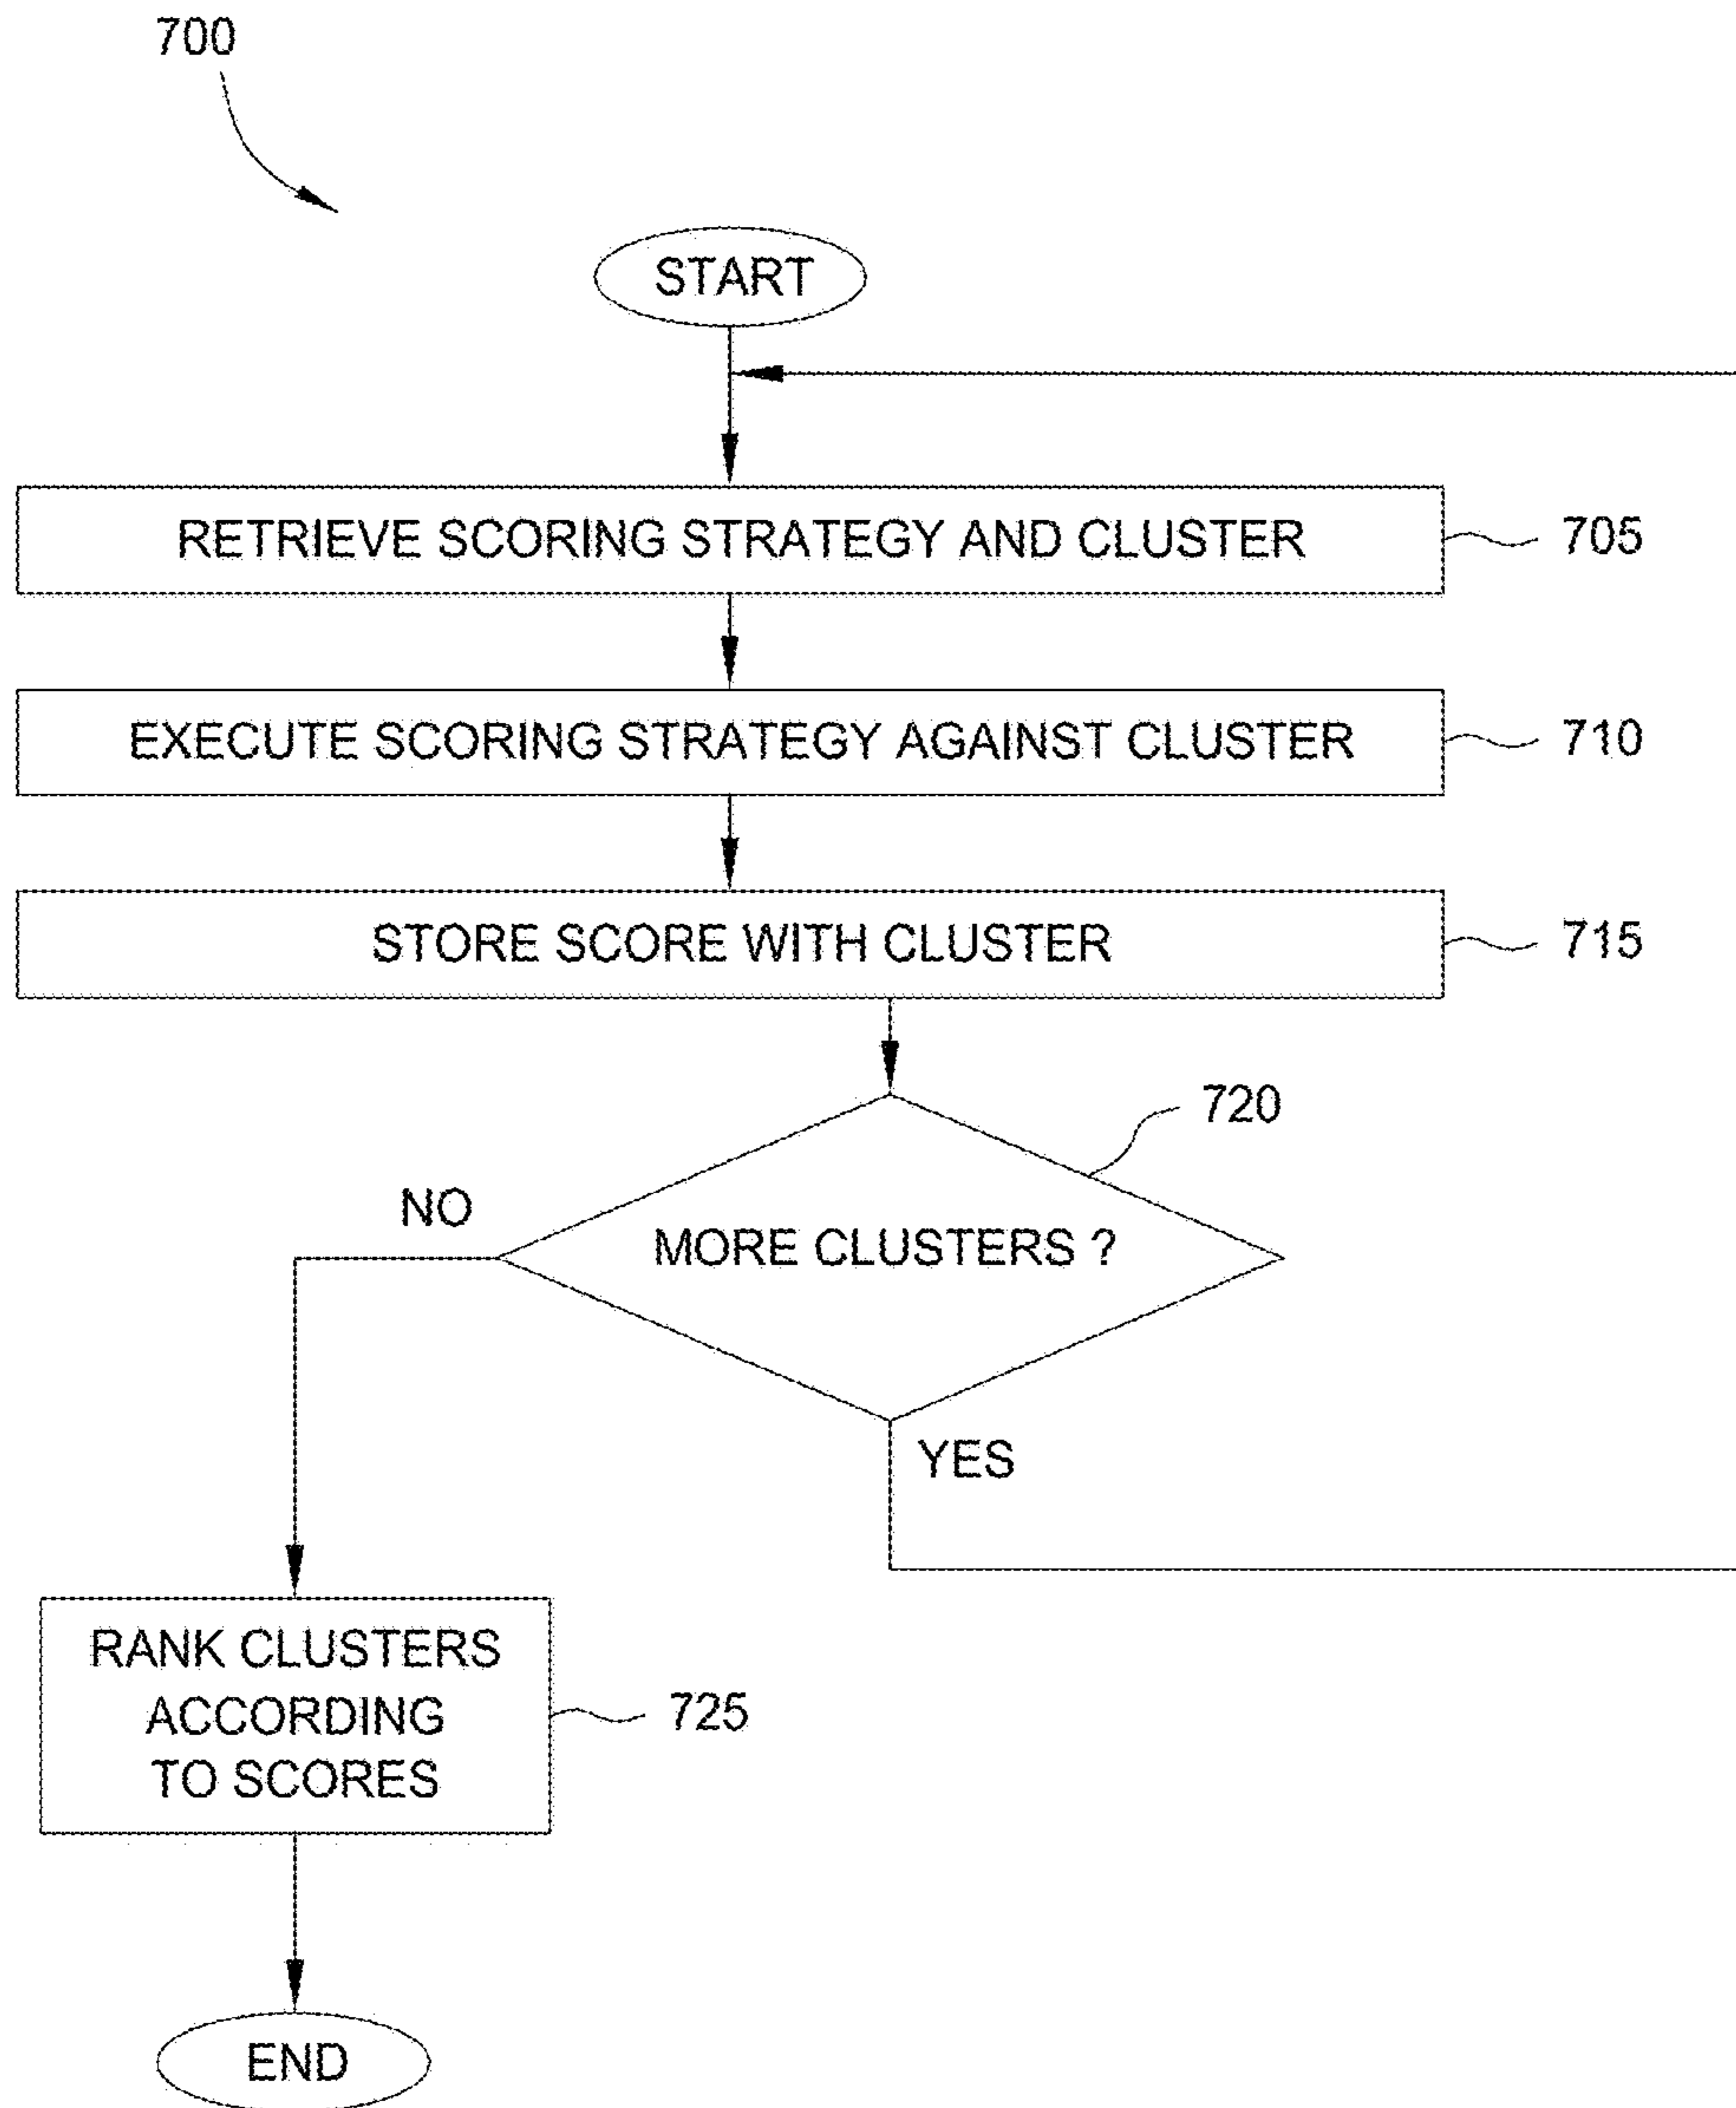 700
START
RETRIEVE SCORING STRATEGY AND CLUSTER
705
EXECUTE SCORING STRATEGY AGAINST CLUSTER
710
STORE SCORE WITH CLUSTER
715
720
NO
MORE CLUSTERS ?
YES
RANK CLUSTERS
ACCORDING
TO SCORES
725
END